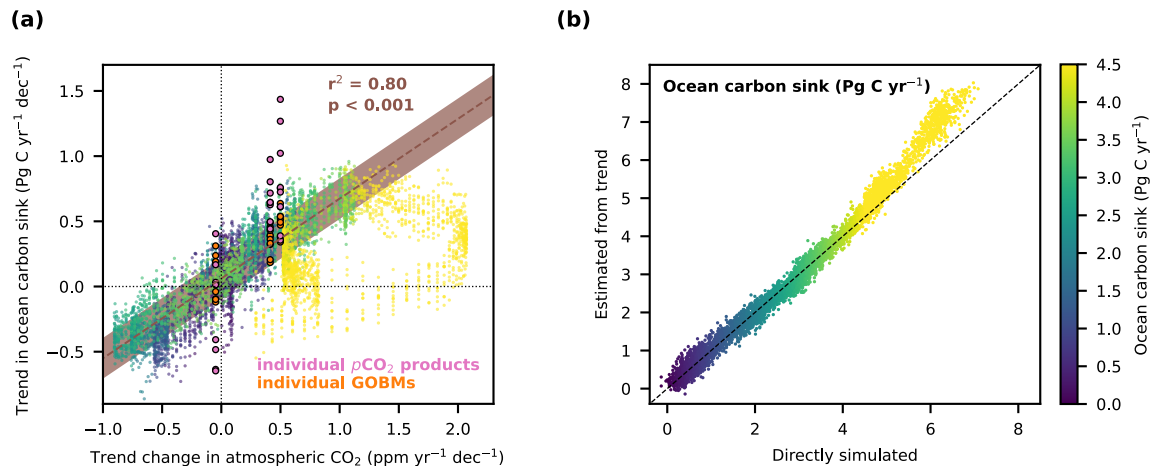 (a)
Trend in ocean carbon sink (Pg C yr⁻¹ dec⁻¹)
1.5
1.0
0.5
0.0
−0.5
r² = 0.80
p < 0.001
individual pCO₂ products
individual GOBMs
−1.0 −0.5 0.0 0.5 1.0 1.5 2.0
Trend change in atmospheric CO₂ (ppm yr⁻¹ dec⁻¹)
(b)
Ocean carbon sink (Pg C yr⁻¹)
Estimated from trend
8
7
6
5
4
3
2
1
0
0 2 4 6 8
Directly simulated
4.5
4.0
3.5
3.0
2.5
2.0
1.5
1.0
0.5
0.0
Ocean carbon sink (Pg C yr⁻¹)